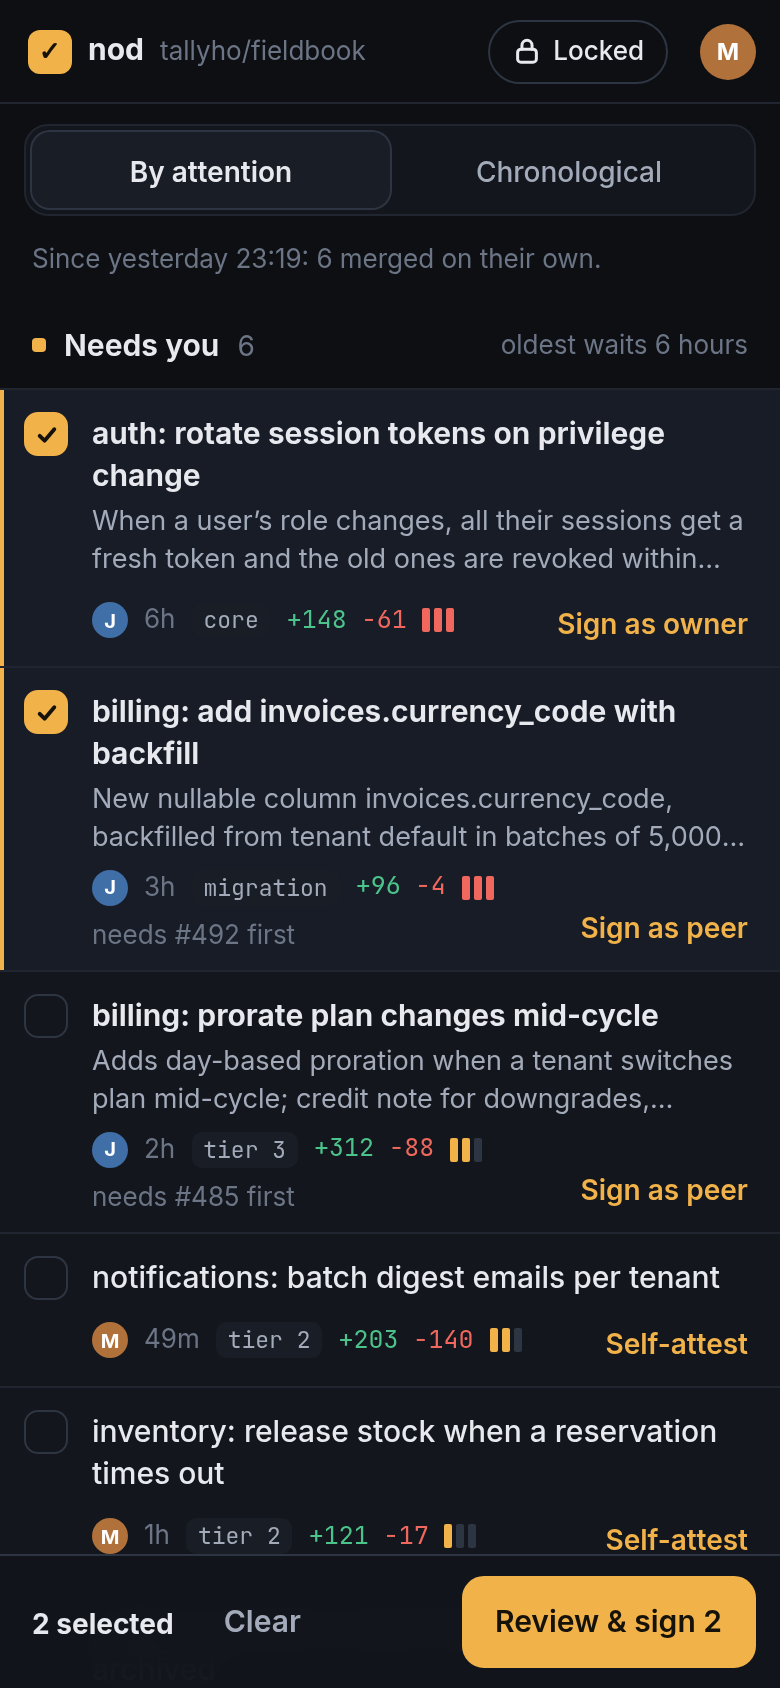 ✓ nod tallyho/fieldbook Locked M
By attention Chronological
Since yesterday 23:19: 6 merged on their own.
Needs you 6 oldest waits 6 hours
auth: rotate session tokens on privilege
change
When a user’s role changes, all their sessions get a
fresh token and the old ones are revoked within…
J 6h core +148 -61 Sign as owner
billing: add invoices.currency_code with
backfill
New nullable column invoices.currency_code,
backfilled from tenant default in batches of 5,000…
J 3h migration +96 -4
needs #492 first Sign as peer
billing: prorate plan changes mid-cycle
Adds day-based proration when a tenant switches
plan mid-cycle; credit note for downgrades,…
J 2h tier 3 +312 -88
needs #485 first Sign as peer
notifications: batch digest emails per tenant
M 49m tier 2 +203 -140 Self-attest
inventory: release stock when a reservation
times out
M 1h tier 2 +121 -17 Self-attest
2 selected Clear Review & sign 2
archived